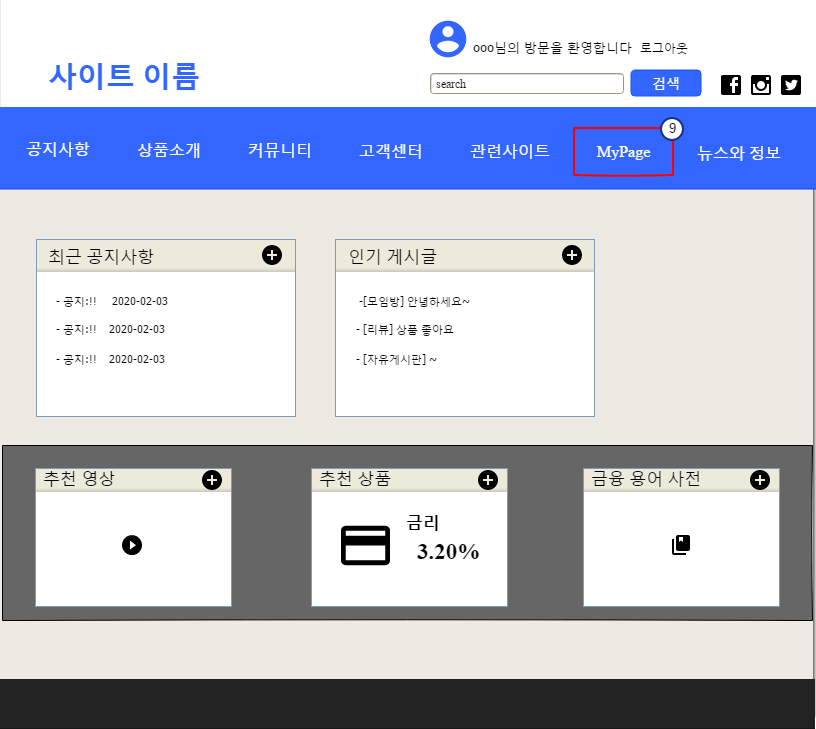 ooo님의 방문을 환영합니다 로그아웃
사이트 이름
search
검색
공지사항 상품소개 커뮤니티 고객센터 관련사이트 MyPage 9 뉴스와 정보
최근 공지사항
- 공지:!! 2020-02-03
- 공지:!! 2020-02-03
- 공지:!! 2020-02-03
인기 게시글
-[모임방] 안녕하세요~
- [리뷰] 상품 좋아요
- [자유게시판] ~
추천 영상
추천 상품
금리
3.20%
금융 용어 사전